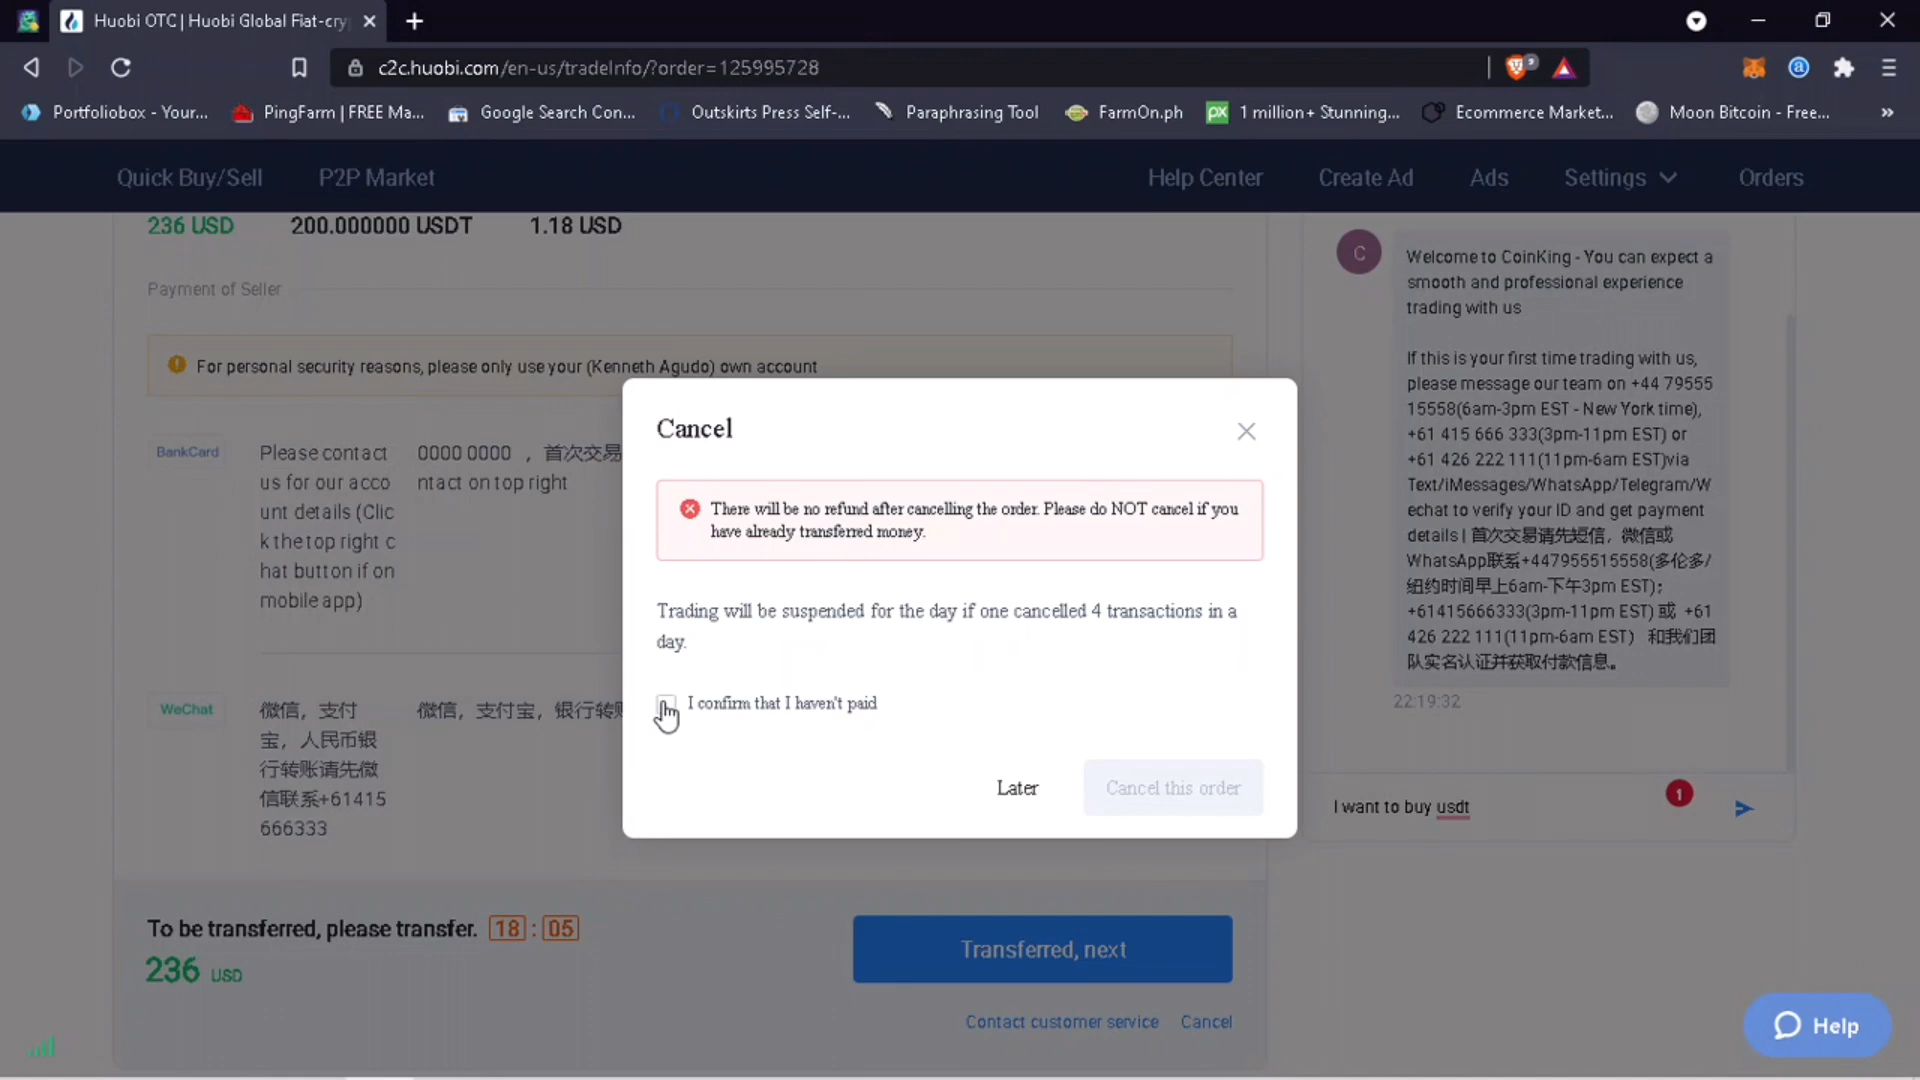 Huobi OTC | Huobi Global Fiat-cry
c2c.huobi.com/en-us/tradeInfo/?order=125995728
Portfoliobox - Your...
PingFarm | FREE Ma...
Google Search Con...
Outskirts Press Self-...
Paraphrasing Tool
FarmOn.ph
px
1 million+ Stunning...
Ecommerce Market...
Moon Bitcoin - Free...
»
Quick Buy/Sell
P2P Market
Help Center
Create Ad
Ads
Settings
Orders
236 USD
200.000000 USDT
1.18 USD
Payment of Seller
For personal security reasons, please only use your (Kenneth Agudo) own account
BankCard
Please contact
us for our acco
unt details (Clic
k the top right c
hat button if on
mobile app)
0000 0000 ，首次交易
ntact on top right
WeChat
微信，支付
宝，人民币银
行转账请先微
信联系+61415
666333
微信，支付宝，银行转账
Cancel
There will be no refund after cancelling the order. Please do NOT cancel if you
have already transferred money.
Trading will be suspended for the day if one cancelled 4 transactions in a
day.
I confirm that I haven't paid
Later
Cancel this order
To be transferred, please transfer. 18 : 05
236 USD
Transferred, next
Contact customer service
Cancel
C
Welcome to CoinKing - You can expect a
smooth and professional experience
trading with us
If this is your first time trading with us,
please message our team on +44 79555
15558(6am-3pm EST - New York time),
+61 415 666 333(3pm-11pm EST) or
+61 426 222 111(11pm-6am EST)via
Text/iMessages/WhatsApp/Telegram/W
echat to verify your ID and get payment
details | 首次交易请先短信，微信或
WhatsApp联系+447955515558(多伦多/
纽约时间早上6am-下午3pm EST)；
+61415666333(3pm-11pm EST) 或 +61
426 222 111(11pm-6am EST) 和我们团
队实名认证并获取付款信息。
22:19:32
I want to buy usdt
1
Help